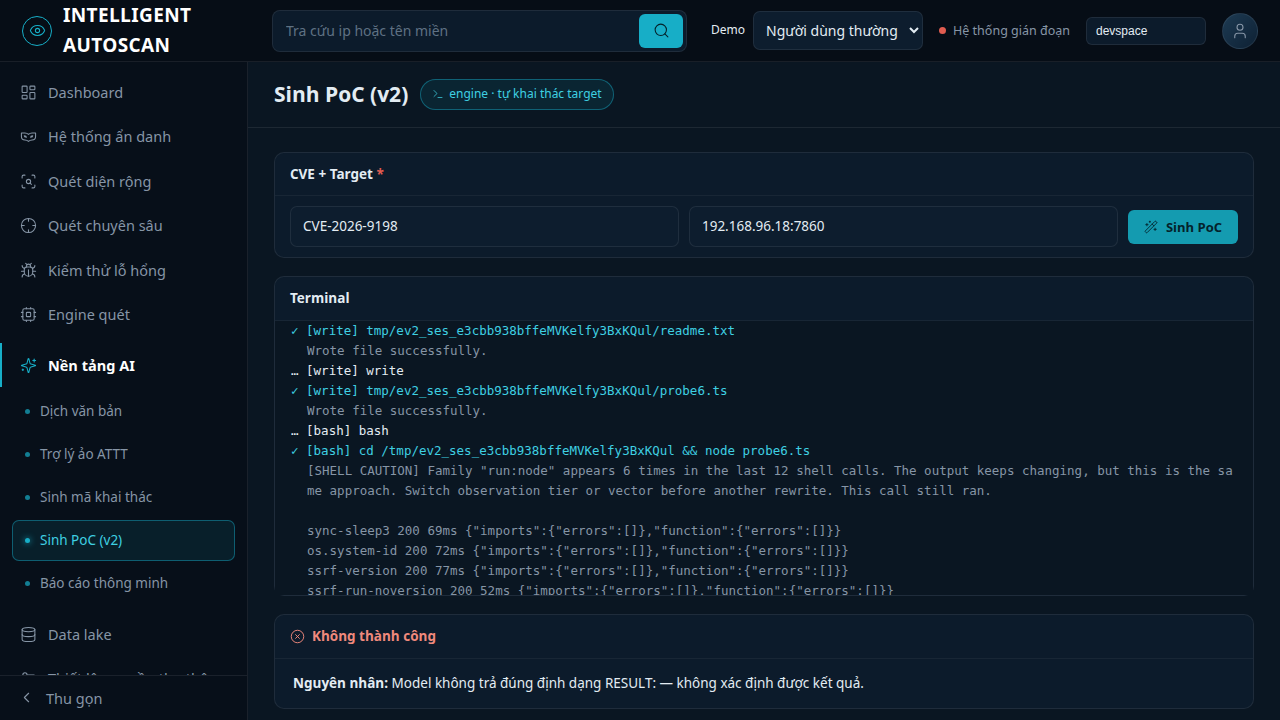 INTELLIGENT
AUTOSCAN
Tra cứu ip hoặc tên miền
Demo
Người dùng thường
Hệ thống gián đoạn
devspace
Dashboard
Hệ thống ẩn danh
Quét diện rộng
Quét chuyên sâu
Kiểm thử lỗ hổng
Engine quét
Nền tảng AI
Dịch văn bản
Trợ lý ảo ATTT
Sinh mã khai thác
Sinh PoC (v2)
Báo cáo thông minh
Data lake
Thu gọn
Sinh PoC (v2)
>_ engine · tự khai thác target
CVE + Target *
CVE-2026-9198
192.168.96.18:7860
Sinh PoC
Terminal
✓ [write] tmp/ev2_ses_e3cbb938bffeMVKelfy3BxKQul/readme.txt
Wrote file successfully.
… [write] write
✓ [write] tmp/ev2_ses_e3cbb938bffeMVKelfy3BxKQul/probe6.ts
Wrote file successfully.
… [bash] bash
✓ [bash] cd /tmp/ev2_ses_e3cbb938bffeMVKelfy3BxKQul && node probe6.ts
[SHELL CAUTION] Family "run:node" appears 6 times in the last 12 shell calls. The output keeps changing, but this is the sa
me approach. Switch observation tier or vector before another rewrite. This call still ran.
sync-sleep3 200 69ms {"imports":{"errors":[]},"function":{"errors":[]}}
os.system-id 200 72ms {"imports":{"errors":[]},"function":{"errors":[]}}
ssrf-version 200 77ms {"imports":{"errors":[]},"function":{"errors":[]}}
ssrf-run-noversion 200 52ms {"imports":{"errors":[]},"function":{"errors":[]}}
Không thành công
Nguyên nhân: Model không trả đúng định dạng RESULT: — không xác định được kết quả.